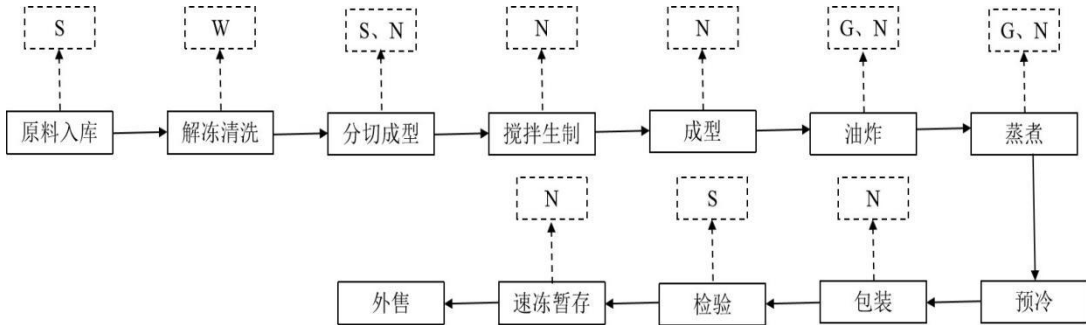 S
W
S、N
N
N
G、N
G、N
原料入库
解冻清洗
分切成型
搅拌生制
成型
油炸
蒸煮
N
S
N
外售
速冻暂存
检验
包装
预冷